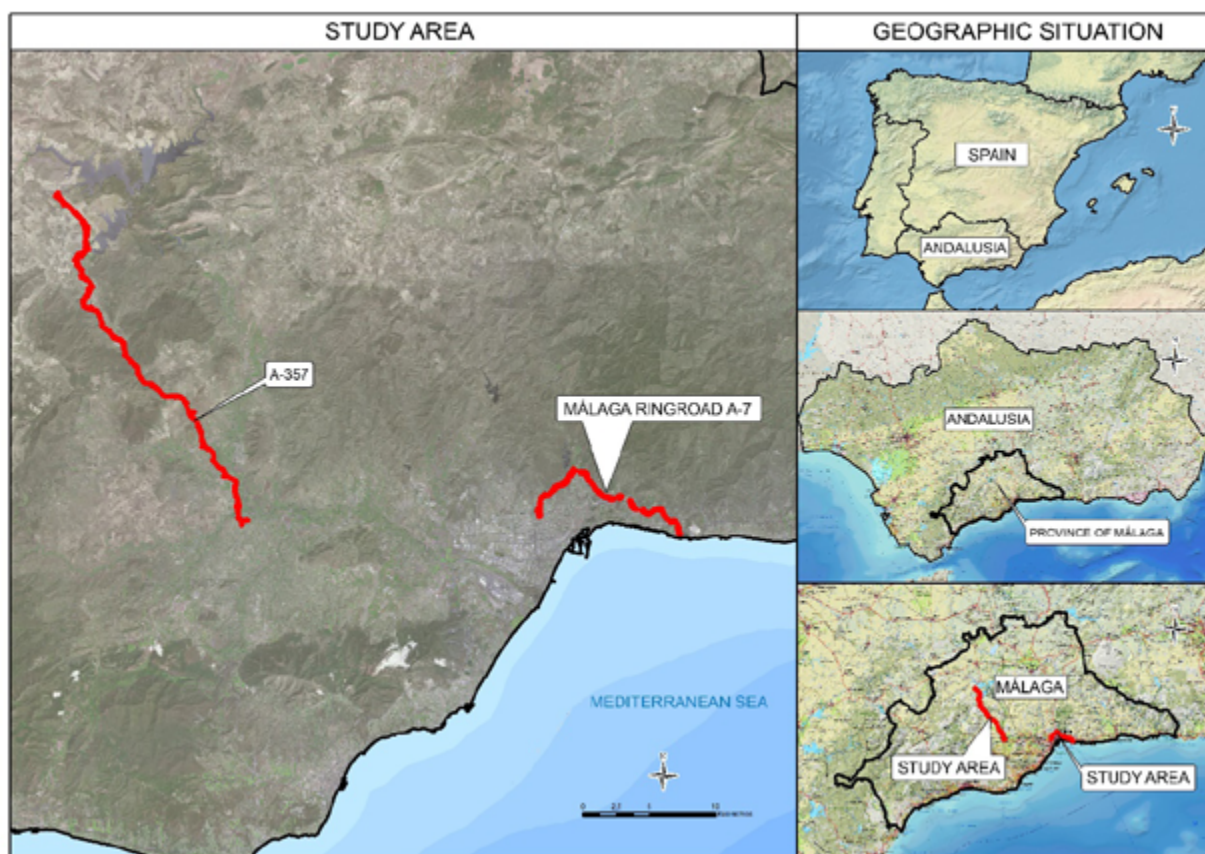 STUDY AREA
A-357
MÁLAGA RINGROAD A-7
MEDITERRANEAN SEA
N
0
10
GEOGRAPHIC SITUATION
SPAIN
ANDALUSIA
ANDALUSIA
PROVINCE OF MÁLAGA
MÁLAGA
STUDY AREA
STUDY AREA